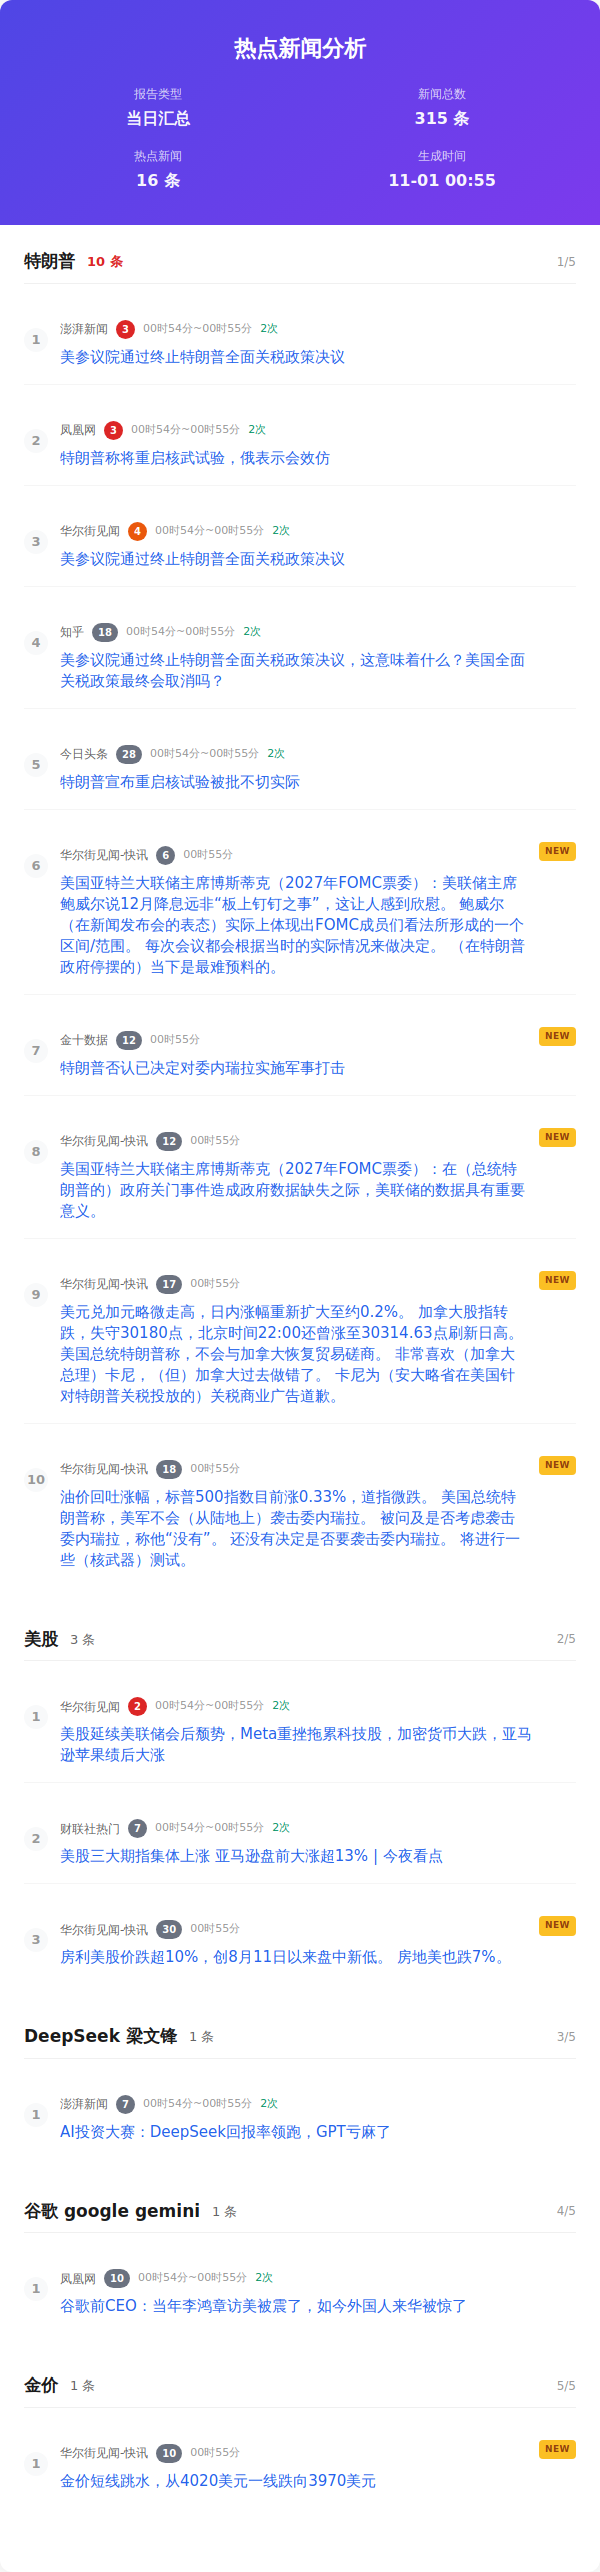 热点新闻分析
报告类型
当日汇总
新闻总数
315 条
热点新闻
16 条
生成时间
11-01 00:55
特朗普 10 条 1/5
1
澎湃新闻 3 00时54分~00时55分 2次
美参议院通过终止特朗普全面关税政策决议
2
凤凰网 3 00时54分~00时55分 2次
特朗普称将重启核武试验，俄表示会效仿
3
华尔街见闻 4 00时54分~00时55分 2次
美参议院通过终止特朗普全面关税政策决议
4
知乎 18 00时54分~00时55分 2次
美参议院通过终止特朗普全面关税政策决议，这意味着什么？美国全面
关税政策最终会取消吗？
5
今日头条 28 00时54分~00时55分 2次
特朗普宣布重启核试验被批不切实际
6
华尔街见闻-快讯 6 00时55分 NEW
美国亚特兰大联储主席博斯蒂克（2027年FOMC票委）：美联储主席
鲍威尔说12月降息远非“板上钉钉之事”，这让人感到欣慰。 鲍威尔
（在新闻发布会的表态）实际上体现出FOMC成员们看法所形成的一个
区间/范围。 每次会议都会根据当时的实际情况来做决定。 （在特朗普
政府停摆的）当下是最难预料的。
7
金十数据 12 00时55分 NEW
特朗普否认已决定对委内瑞拉实施军事打击
8
华尔街见闻-快讯 12 00时55分 NEW
美国亚特兰大联储主席博斯蒂克（2027年FOMC票委）：在（总统特
朗普的）政府关门事件造成政府数据缺失之际，美联储的数据具有重要
意义。
9
华尔街见闻-快讯 17 00时55分 NEW
美元兑加元略微走高，日内涨幅重新扩大至约0.2%。 加拿大股指转
跌，失守30180点，北京时间22:00还曾涨至30314.63点刷新日高。
美国总统特朗普称，不会与加拿大恢复贸易磋商。 非常喜欢（加拿大
总理）卡尼，（但）加拿大过去做错了。 卡尼为（安大略省在美国针
对特朗普关税投放的）关税商业广告道歉。
10
华尔街见闻-快讯 18 00时55分 NEW
油价回吐涨幅，标普500指数目前涨0.33%，道指微跌。 美国总统特
朗普称，美军不会（从陆地上）袭击委内瑞拉。 被问及是否考虑袭击
委内瑞拉，称他“没有”。 还没有决定是否要袭击委内瑞拉。 将进行一
些（核武器）测试。
美股 3 条 2/5
1
华尔街见闻 2 00时54分~00时55分 2次
美股延续美联储会后颓势，Meta重挫拖累科技股，加密货币大跌，亚马
逊苹果绩后大涨
2
财联社热门 7 00时54分~00时55分 2次
美股三大期指集体上涨 亚马逊盘前大涨超13% | 今夜看点
3
华尔街见闻-快讯 30 00时55分 NEW
房利美股价跌超10%，创8月11日以来盘中新低。 房地美也跌7%。
DeepSeek 梁文锋 1 条 3/5
1
澎湃新闻 7 00时54分~00时55分 2次
AI投资大赛：DeepSeek回报率领跑，GPT亏麻了
谷歌 google gemini 1 条 4/5
1
凤凰网 10 00时54分~00时55分 2次
谷歌前CEO：当年李鸿章访美被震了，如今外国人来华被惊了
金价 1 条 5/5
1
华尔街见闻-快讯 10 00时55分 NEW
金价短线跳水，从4020美元一线跌向3970美元